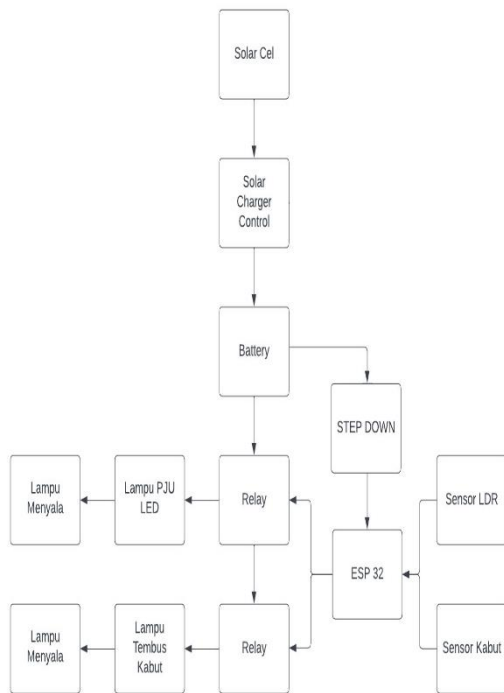 Solar Cel
Solar
Charger
Control
Battery
STEP DOWN
Lampu
Menyala
Lampu PJU
LED
Relay
Sensor LDR
ESP 32
Lampu
Menyala
Lampu
Tembus
Kabut
Relay
Sensor Kabut